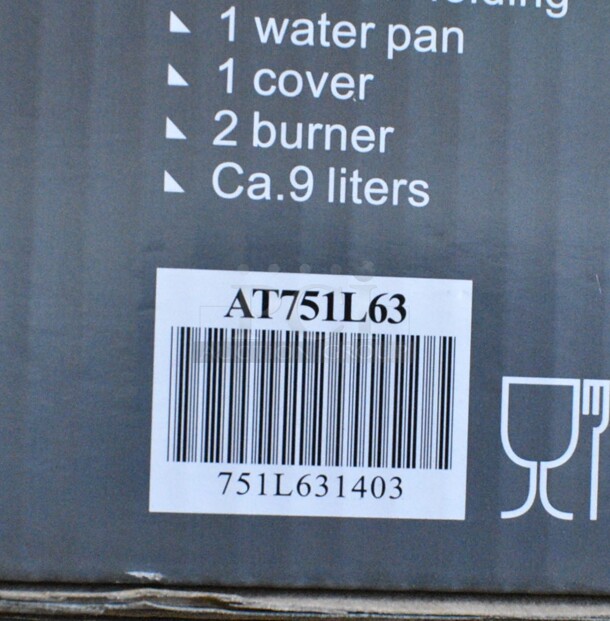 1 water pan
1 cover
2 burner
Ca.9 liters
AT751L63
751L631403